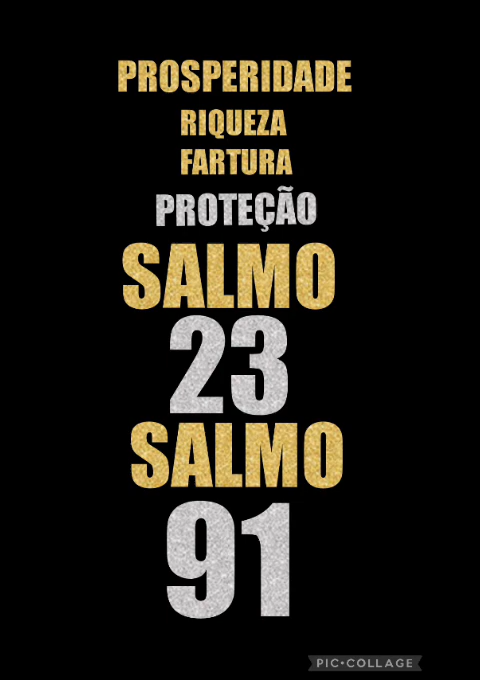 PROSPERIDADE
RIQUEZA
FARTURA
PROTEÇÃO
SALMO
23
SALMO
91
PIC•COLLAGE